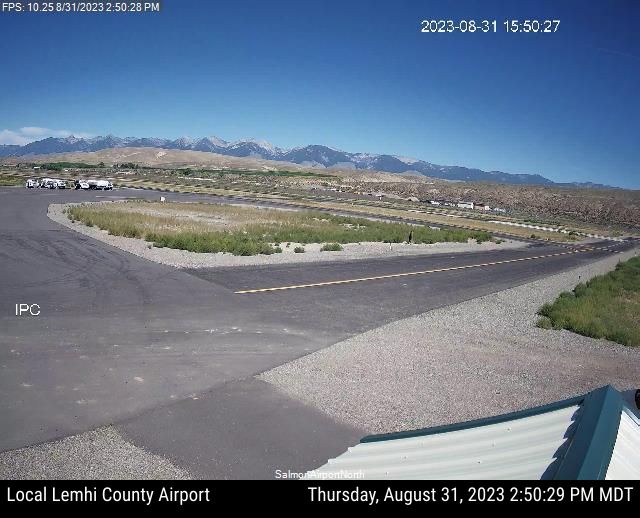 FPS: 10.25 8/31/2023 2:50:28 PM
2023-08-31 15:50:27
IPC
SalmonAirportNorth
Local Lemhi County Airport
Thursday, August 31, 2023 2:50:29 PM MDT